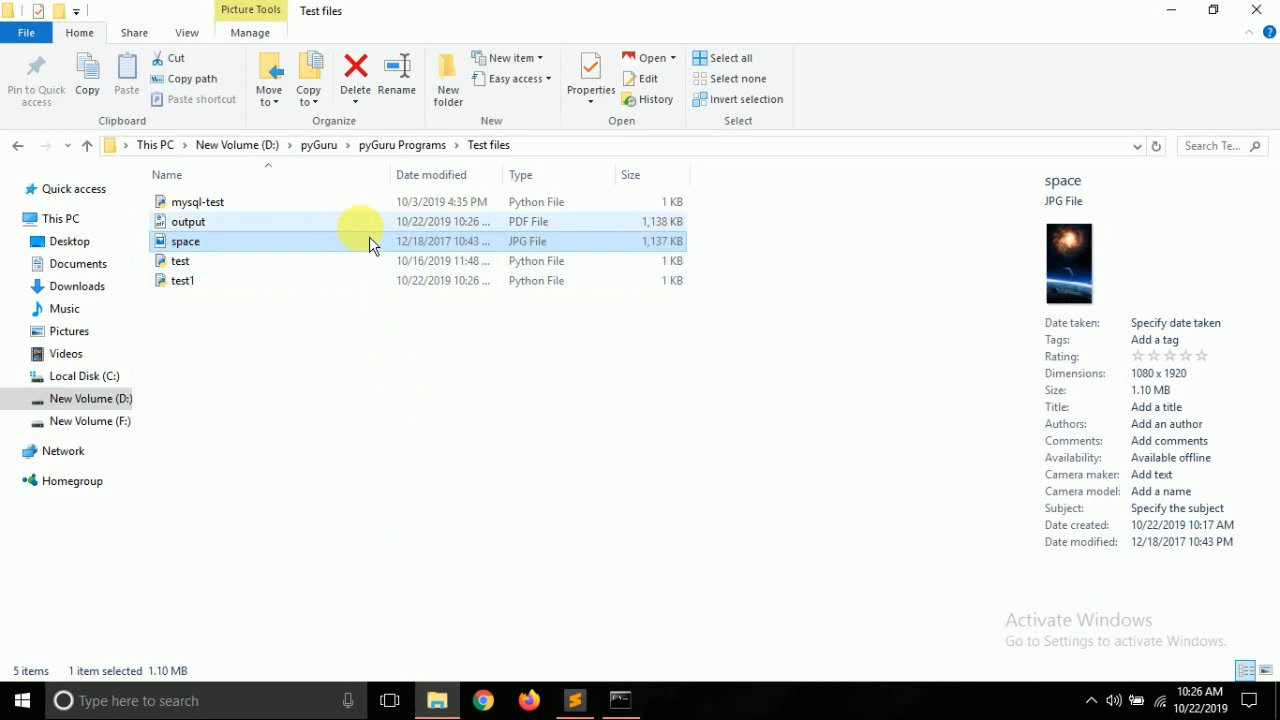 Picture Tools Test files
File Home Share View Manage
Pin to Quick access
Copy
Paste
Cut
Copy path
Paste shortcut
Clipboard
Move to
Copy to
Delete
Rename
Organize
New folder
New item
Easy access
New
Properties
Open
Edit
History
Open
Select all
Select none
Invert selection
Select
This PC > New Volume (D:) > pyGuru > pyGuru Programs > Test files
Search Te...
Name Date modified Type Size
mysql-test 10/3/2019 4:35 PM Python File 1 KB
output 10/22/2019 10:26 ... PDF File 1,138 KB
space 12/18/2017 10:43 ... JPG File 1,137 KB
test 10/16/2019 11:48 ... Python File 1 KB
test1 10/22/2019 10:26 ... Python File 1 KB
Quick access
This PC
Desktop
Documents
Downloads
Music
Pictures
Videos
Local Disk (C:)
New Volume (D:)
New Volume (F:)
Network
Homegroup
space
JPG File
Date taken: Specify date taken
Tags: Add a tag
Rating:
Dimensions: 1080 x 1920
Size: 1.10 MB
Title: Add a title
Authors: Add an author
Comments: Add comments
Availability: Available offline
Camera maker: Add text
Camera model: Add a name
Subject: Specify the subject
Date created: 10/22/2019 10:17 AM
Date modified: 12/18/2017 10:43 PM
Activate Windows
Go to Settings to activate Windows.
5 items 1 item selected 1.10 MB
Type here to search
10:26 AM
10/22/2019